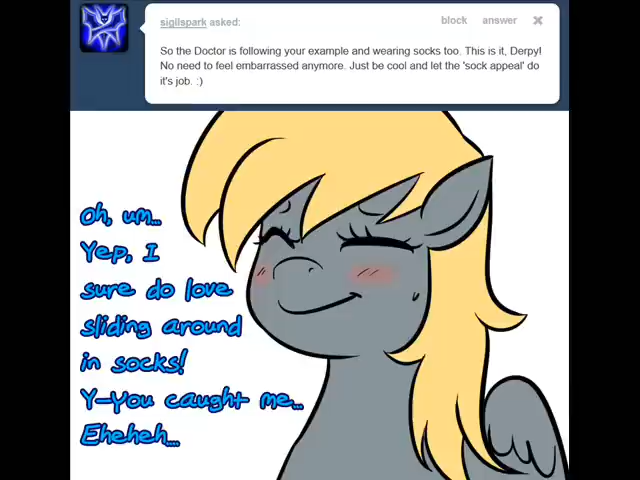 sigilspark asked:
block answer
So the Doctor is following your example and wearing socks too. This is it, Derpy!
No need to feel embarrassed anymore. Just be cool and let the 'sock appeal' do
it's job. :)
Oh, um...
Yep, I
sure do love
sliding around
in socks!
Y-You caught me...
Eheheh...